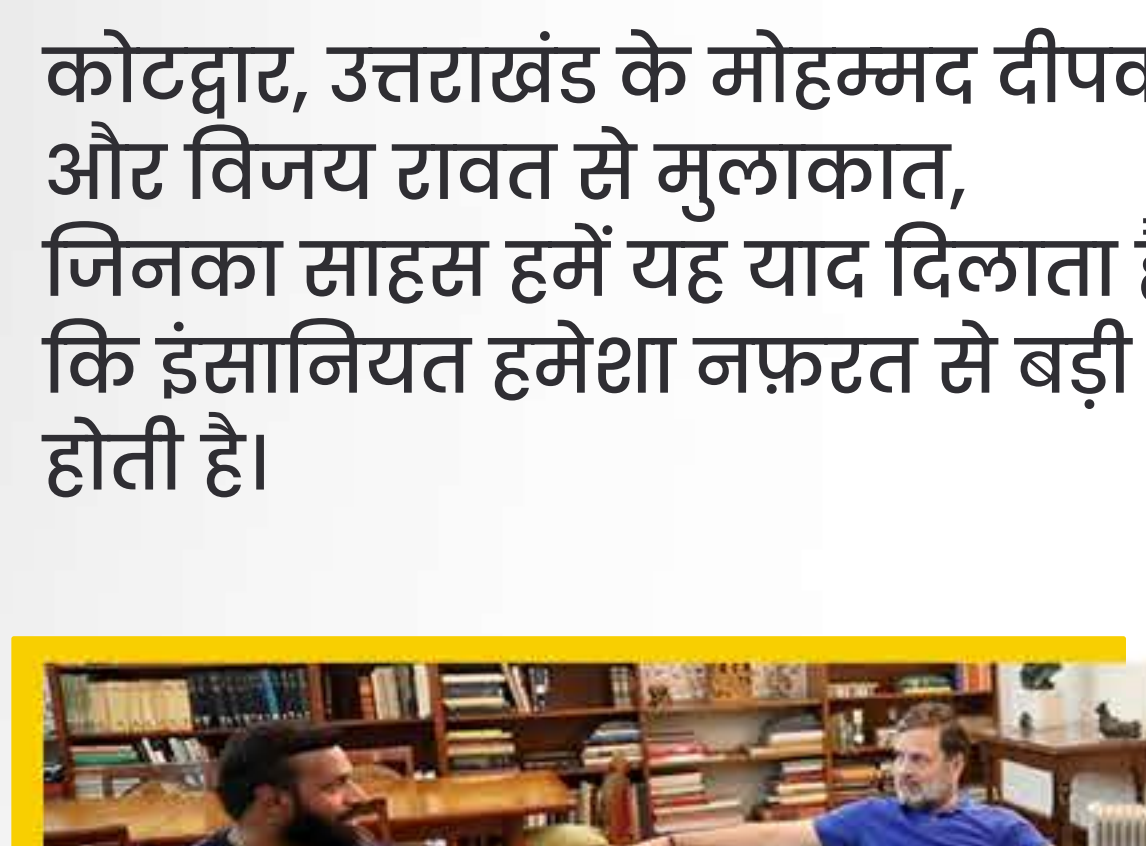 कोटद्वार, उत्तराखंड के मोहम्मद
और विजय रावत से मुलाकात,
जिनका साहस हमें यह याद दिलाता
कि इंसानियत हमेशा नफ़रत से बड़ी
होती है।